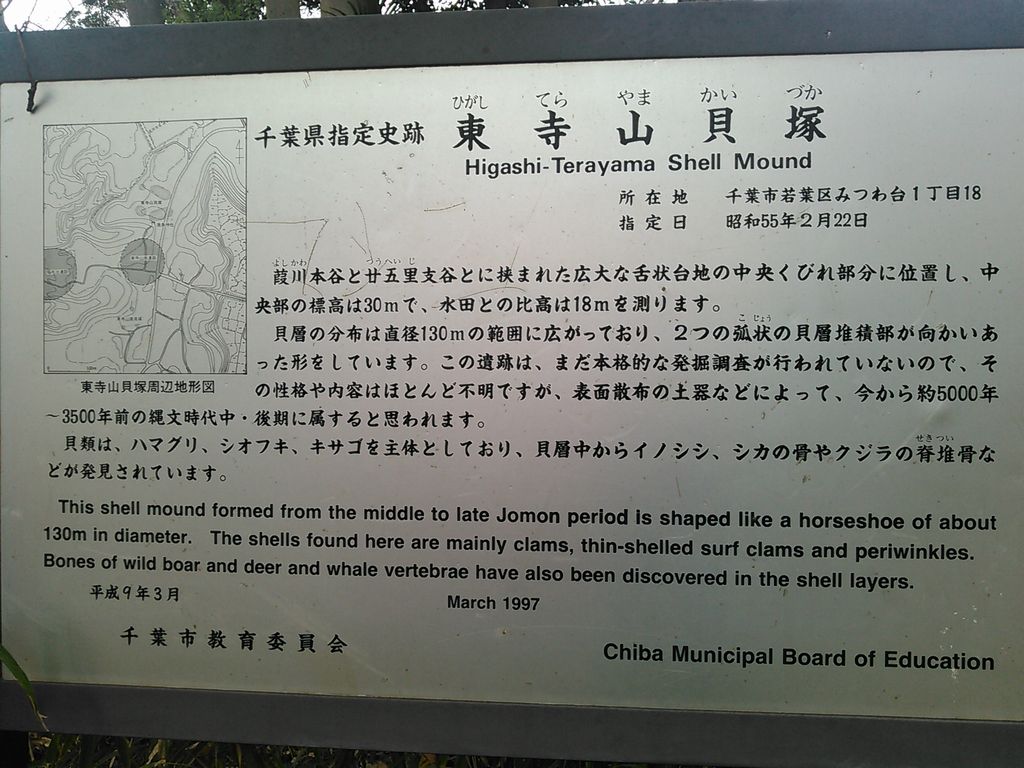 ひがし てら やま かい づか
千葉県指定史跡 東寺山貝塚
Higashi-Terayama Shell Mound
所在地 千葉市若葉区みつわ台1丁目18
指定日 昭和55年2月22日
よしかわ つうへいじ
葭川本谷と廿五里支谷とに挟まれた広大な舌状台地の中央くびれ部分に位置し、中
央部の標高は30mで、水田との比高は18mを測ります。
こじょう
貝層の分布は直径130mの範囲に広がっており、2つの弧状の貝層堆積部が向かいあ
った形をしています。この遺跡は、まだ本格的な発掘調査が行われていないので、そ
東寺山貝塚周辺地形図
の性格や内容はほとんど不明ですが、表面散布の土器などによって、今から約5000年
～3500年前の縄文時代中・後期に属すると思われます。
せきつい
貝類は、ハマグリ、シオフキ、キサゴを主体としており、貝層中からイノシシ、シカの骨やクジラの脊堆骨な
どが発見されています。
This shell mound formed from the middle to late Jomon period is shaped like a horseshoe of about
130m in diameter. The shells found here are mainly clams, thin-shelled surf clams and periwinkles.
Bones of wild boar and deer and whale vertebrae have also been discovered in the shell layers.
平成9年3月 March 1997
千葉市教育委員会 Chiba Municipal Board of Education